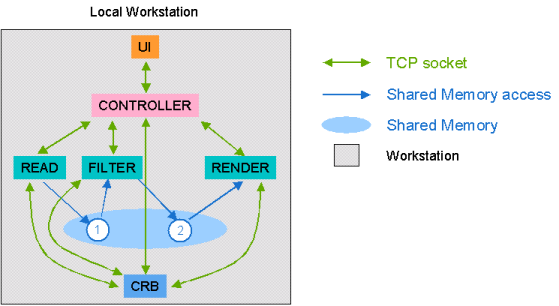 Local Workstation
UI
CONTROLLER
READ
FILTER
RENDER
1
2
CRB
TCP socket
Shared Memory access
Shared Memory
Workstation